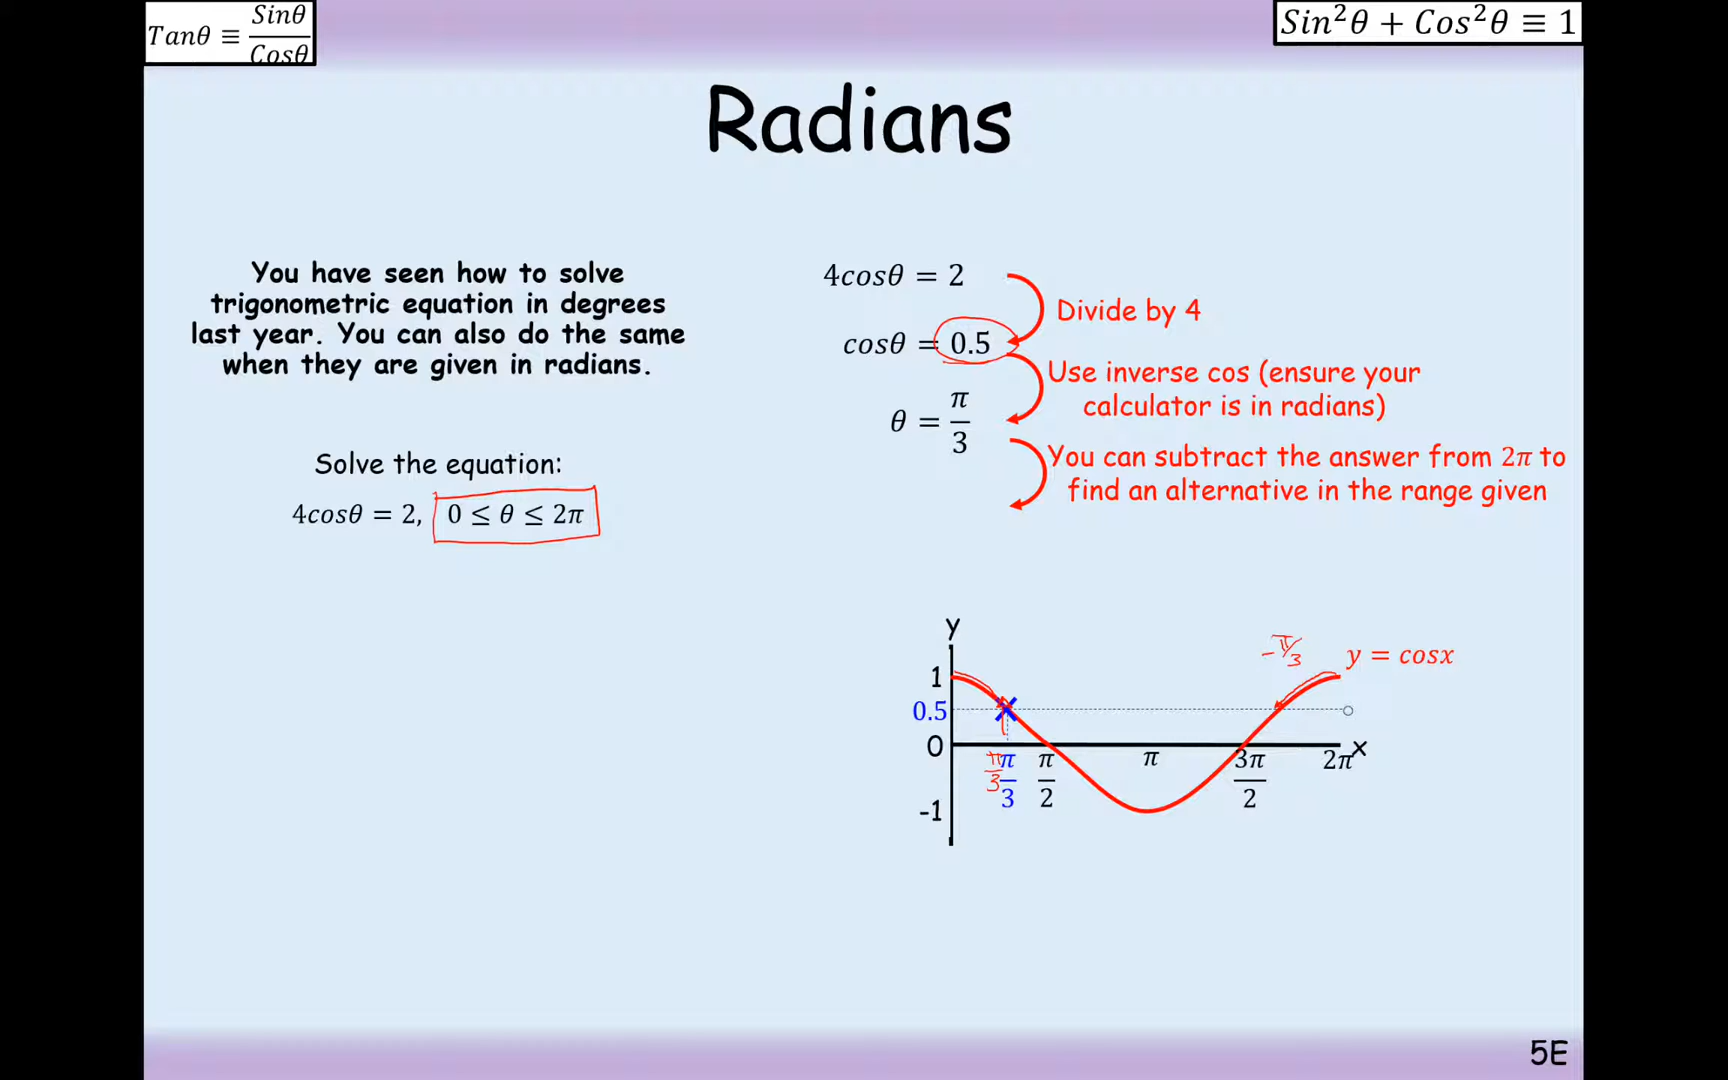 Tanθ ≡ Sinθ/Cosθ
Sin²θ + Cos²θ ≡ 1
Radians
You have seen how to solve
trigonometric equation in degrees
last year. You can also do the same
when they are given in radians.
Solve the equation:
4cosθ = 2, 0 ≤ θ ≤ 2π
4cosθ = 2
Divide by 4
cosθ = 0.5
Use inverse cos (ensure your
calculator is in radians)
θ = π/3
You can subtract the answer from 2π to
find an alternative in the range given
y
-π/3
y = cosx
1
0.5
0
π/3
π/3
π/2
π
3π/2
2π
x
-1
5E